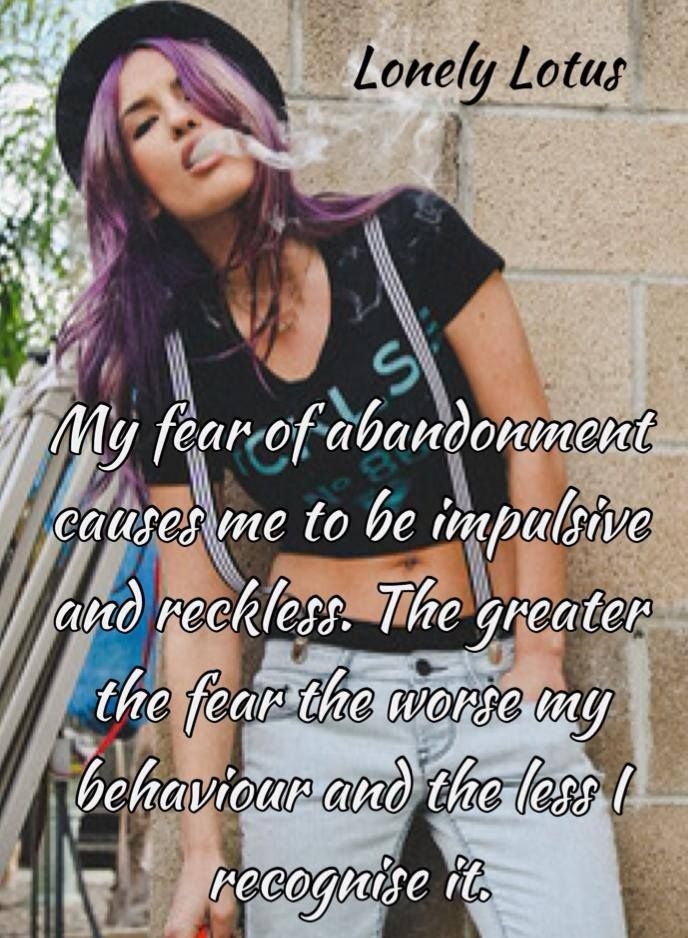 Lonely Lotus
My fear of abandonment
causes me to be impulsive
and reckless. The greater
the fear the worse my
behaviour and the less I
recognise it.